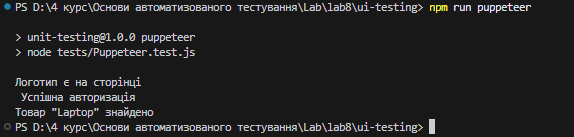 PS D:\4 курс\Основи автоматизованого тестування\Lab\lab8\ui-testing> npm run puppeteer
> unit-testing@1.0.0 puppeteer
> node tests/Puppeteer.test.js
Логотип є на сторінці
Успішна авторизація
Товар "Laptop" знайдено
PS D:\4 курс\Основи автоматизованого тестування\Lab\lab8\ui-testing>